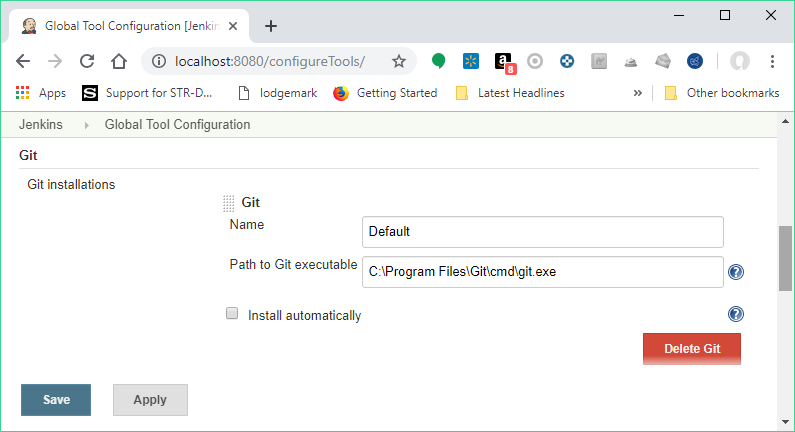 Global Tool Configuration [Jenkin
localhost:8080/configureTools/
8
Apps
S
Support for STR-D...
lodgemark
Getting Started
Latest Headlines
»
Other bookmarks
Jenkins
Global Tool Configuration
Git
Git installations
Git
Name
Default
Path to Git executable
C:\Program Files\Git\cmd\git.exe
?
Install automatically
?
Delete Git
Save
Apply